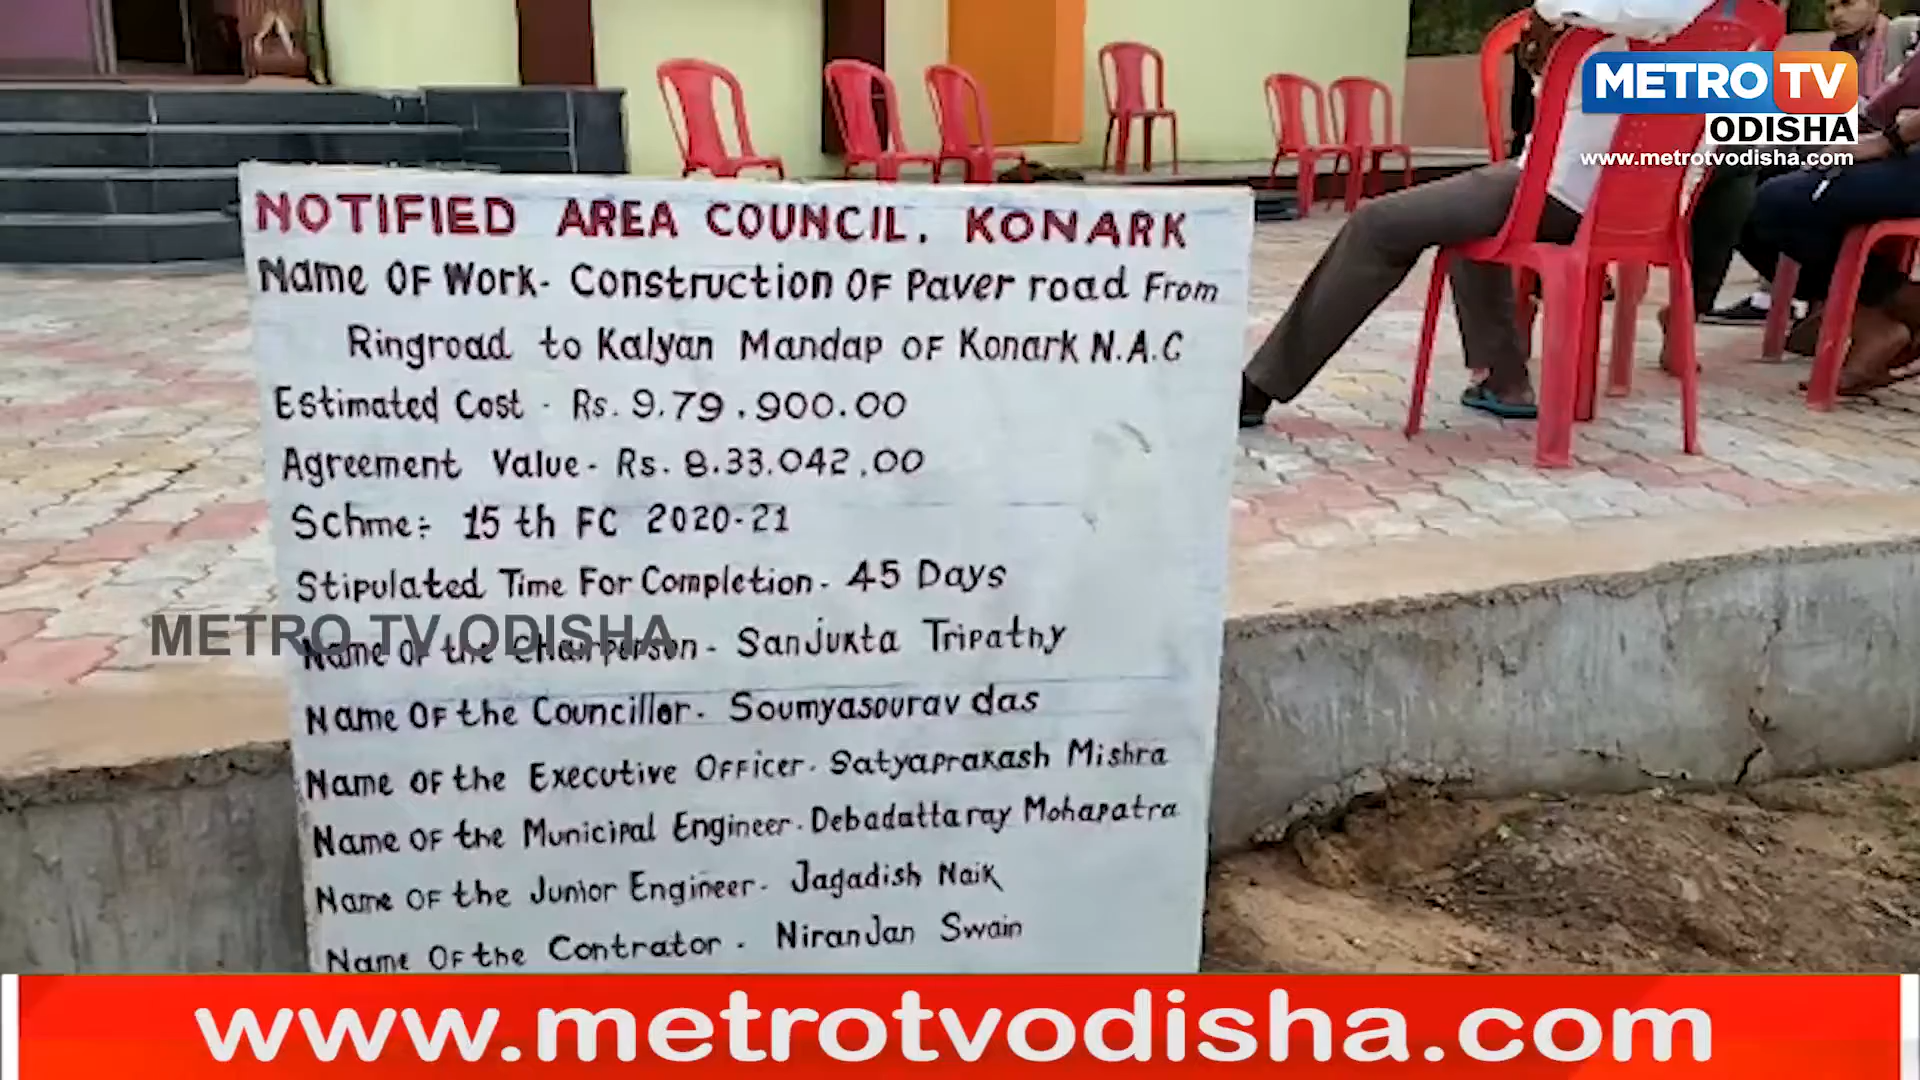 METRO TV
ODISHA
www.metrotvodisha.com
NOTIFIED AREA COUNCIL. KONARK
Name OF Work- Construction OF Paver road From
Ringroad to Kalyan Mandap OF Konark N.A.C
Estimated Cost - Rs. 9.79.900.00
Agreement Value- Rs. 8.33.042.00
Schme:- 15 th FC 2020-21
Stipulated Time For Completion- 45 Days
METRO TV ODISHA
Name OF the Chairperson- Sanjukta Tripathy
Name OF the Councillor- Soumyasourav das
Name OF the Executive Officer- Satyaprakash Mishra
Name OF the Municipal Engineer- Debadatta ray Mohapatra
Name OF the Junior Engineer- Jagadish Naik
Name OF the Contrator - Niranjan Swain
www.metrotvodisha.com